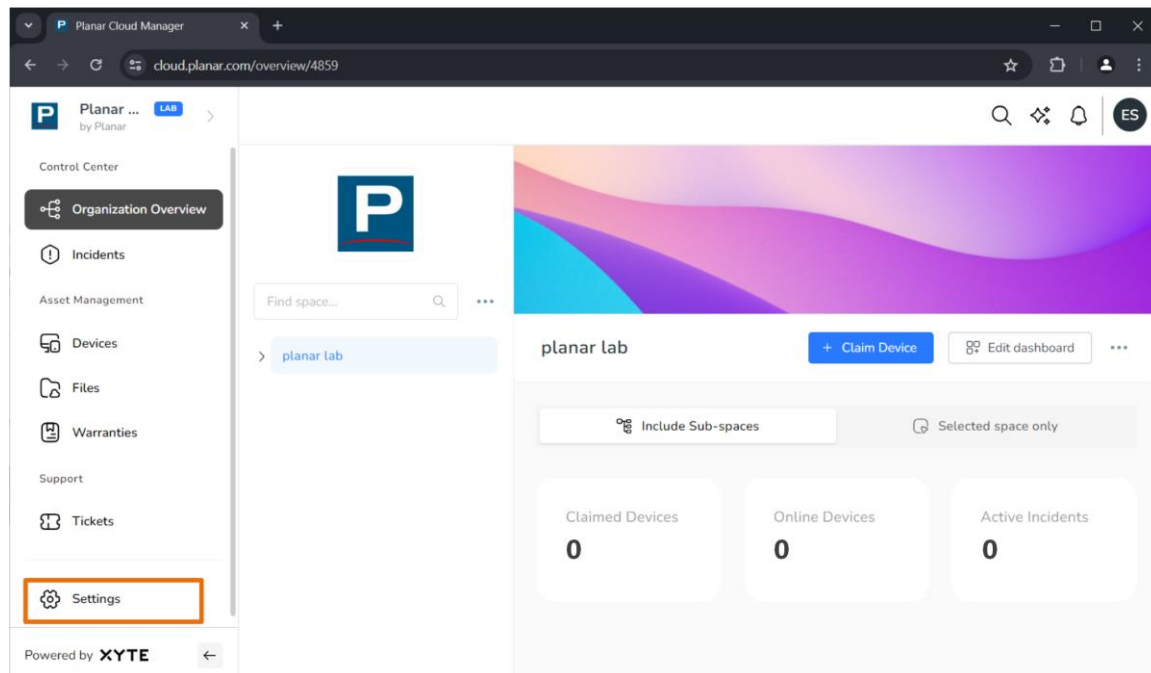 Planar Cloud Manager
cloud.planar.com/overview/4859
P
Planar ... LAB
by Planar
ES
Control Center
Organization Overview
Incidents
Asset Management
Devices
Files
Warranties
Support
Tickets
Settings
Powered by XYTE
P
Find space...
planar lab
planar lab
+ Claim Device
Edit dashboard
Include Sub-spaces
Selected space only
Claimed Devices
0
Online Devices
0
Active Incidents
0